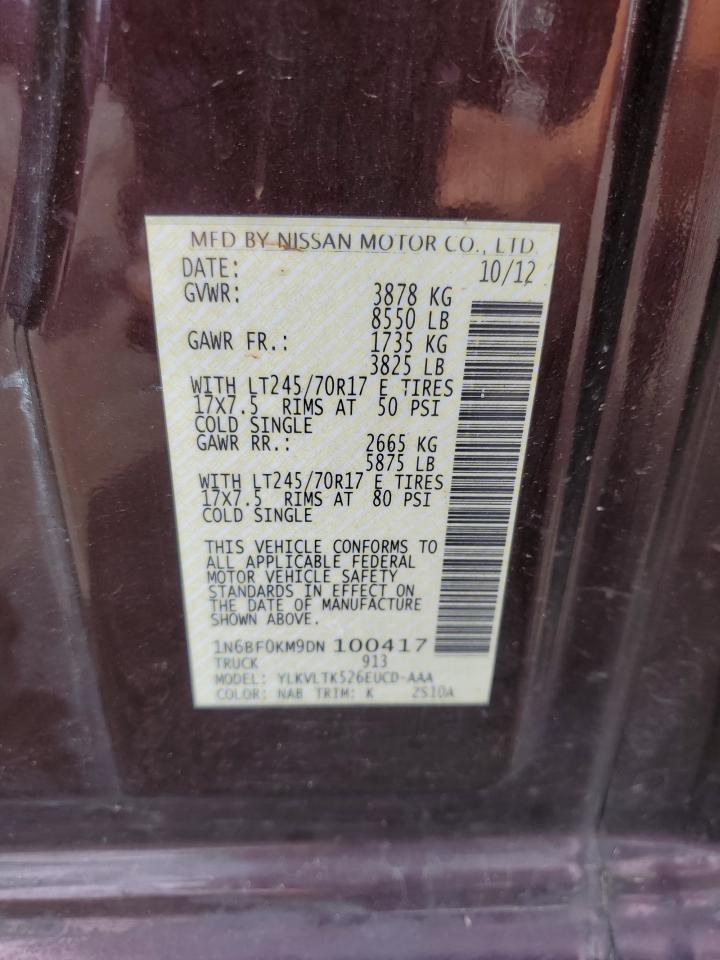 MFD BY NISSAN MOTOR CO., LTD.
DATE: 10/12
GVWR: 3878 KG
8550 LB
GAWR FR.: 1735 KG
3825 LB
WITH LT245/70R17 E TIRES
17X7.5 RIMS AT 50 PSI
COLD SINGLE
GAWR RR.: 2665 KG
5875 LB
WITH LT245/70R17 E TIRES
17X7.5 RIMS AT 80 PSI
COLD SINGLE
THIS VEHICLE CONFORMS TO
ALL APPLICABLE FEDERAL
MOTOR VEHICLE SAFETY
STANDARDS IN EFFECT ON
THE DATE OF MANUFACTURE
SHOWN ABOVE.
1N6BF0KM9DN 100417
TRUCK 913
MODEL: YLKVLTK526EUCD-AAA
COLOR: NAB TRIM: K 2S10A